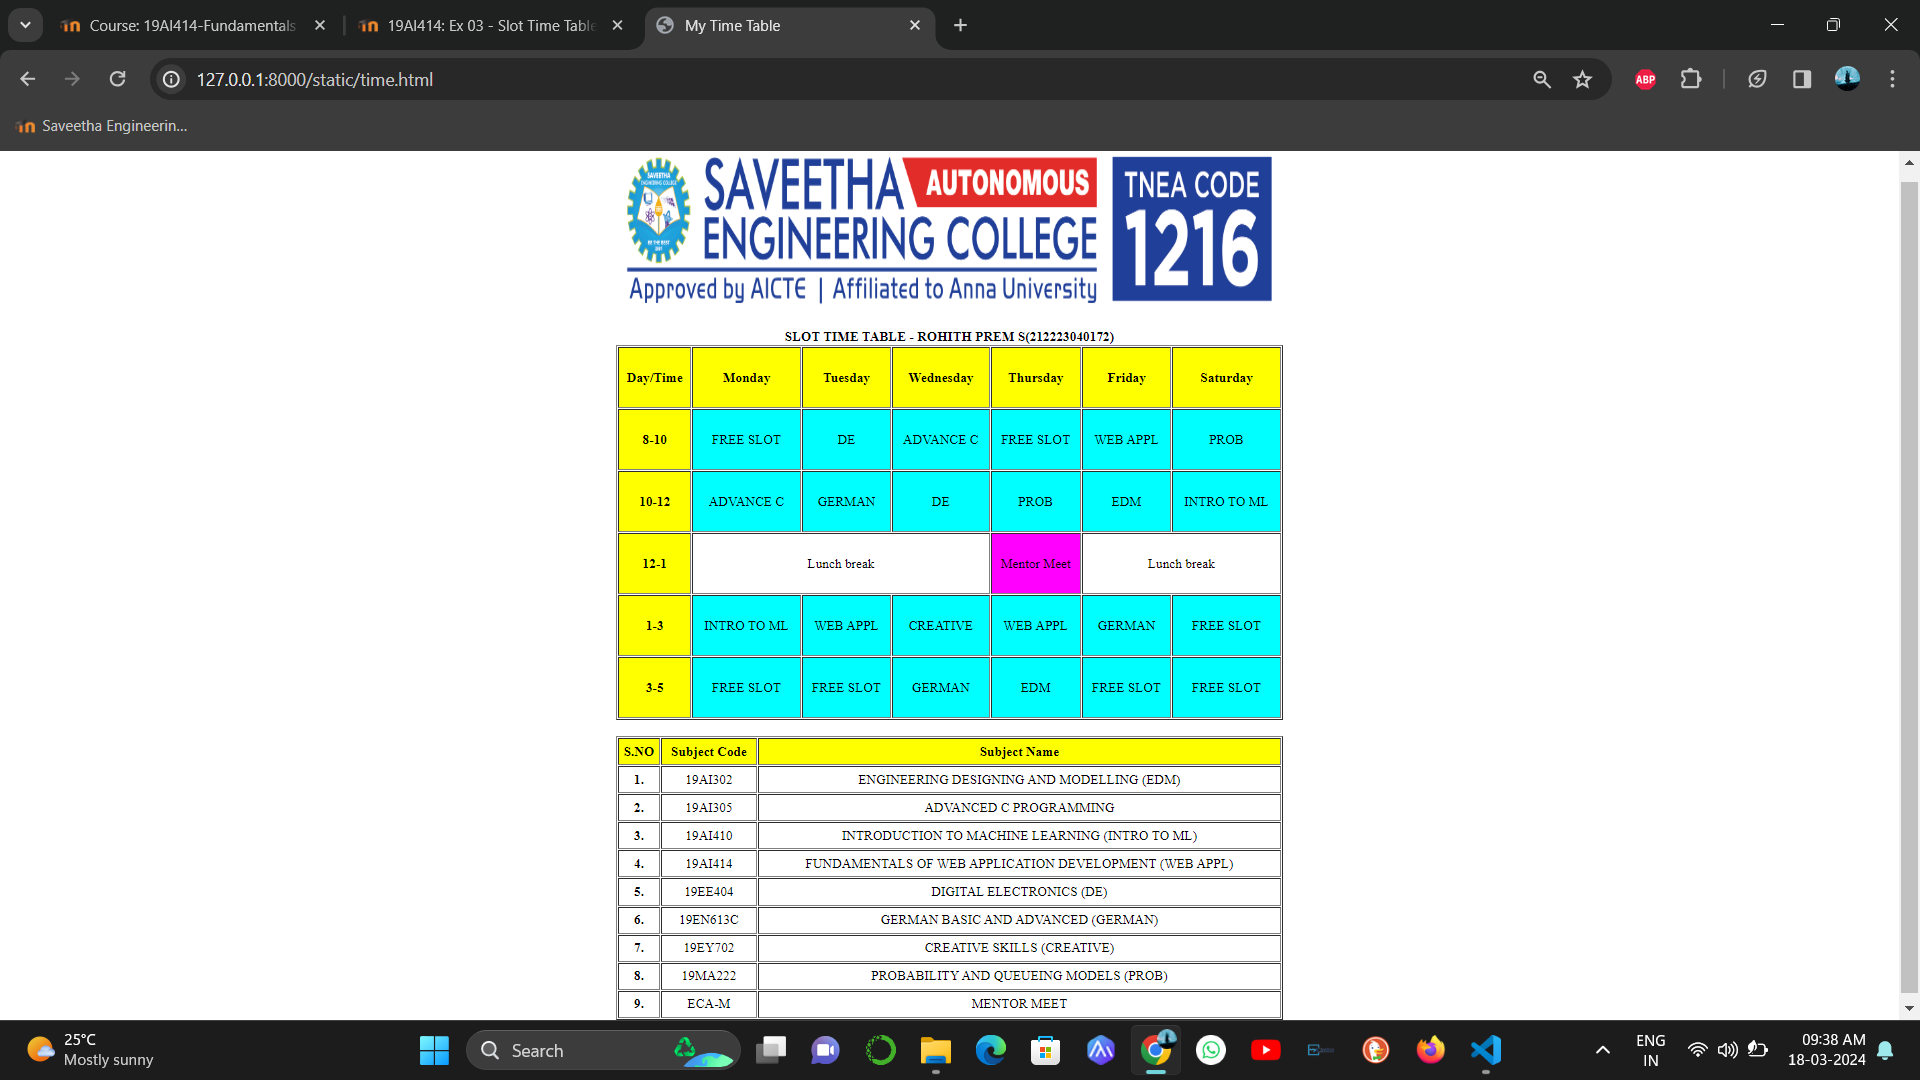 Course: 19AI414-Fundamentals
19AI414: Ex 03 - Slot Time Table
My Time Table
127.0.0.1:8000/static/time.html
ABP
Saveetha Engineerin...
SAVEETHA AUTONOMOUS
ENGINEERING COLLEGE
Approved by AICTE | Affiliated to Anna University
TNEA CODE
1216
SAVEETHA
ENGINEERING COLLEGE
SLOT TIME TABLE - ROHITH PREM S(212223040172)
Day/Time Monday Tuesday Wednesday Thursday Friday Saturday
8-10 FREE SLOT DE ADVANCE C FREE SLOT WEB APPL PROB
10-12 ADVANCE C GERMAN DE PROB EDM INTRO TO ML
12-1 Lunch break Mentor Meet Lunch break
1-3 INTRO TO ML WEB APPL CREATIVE WEB APPL GERMAN FREE SLOT
3-5 FREE SLOT FREE SLOT GERMAN EDM FREE SLOT FREE SLOT
S.NO Subject Code Subject Name
1. 19AI302 ENGINEERING DESIGNING AND MODELLING (EDM)
2. 19AI305 ADVANCED C PROGRAMMING
3. 19AI410 INTRODUCTION TO MACHINE LEARNING (INTRO TO ML)
4. 19AI414 FUNDAMENTALS OF WEB APPLICATION DEVELOPMENT (WEB APPL)
5. 19EE404 DIGITAL ELECTRONICS (DE)
6. 19EN613C GERMAN BASIC AND ADVANCED (GERMAN)
7. 19EY702 CREATIVE SKILLS (CREATIVE)
8. 19MA222 PROBABILITY AND QUEUEING MODELS (PROB)
9. ECA-M MENTOR MEET
25°C
Mostly sunny
Search
ENG
IN
09:38 AM
18-03-2024